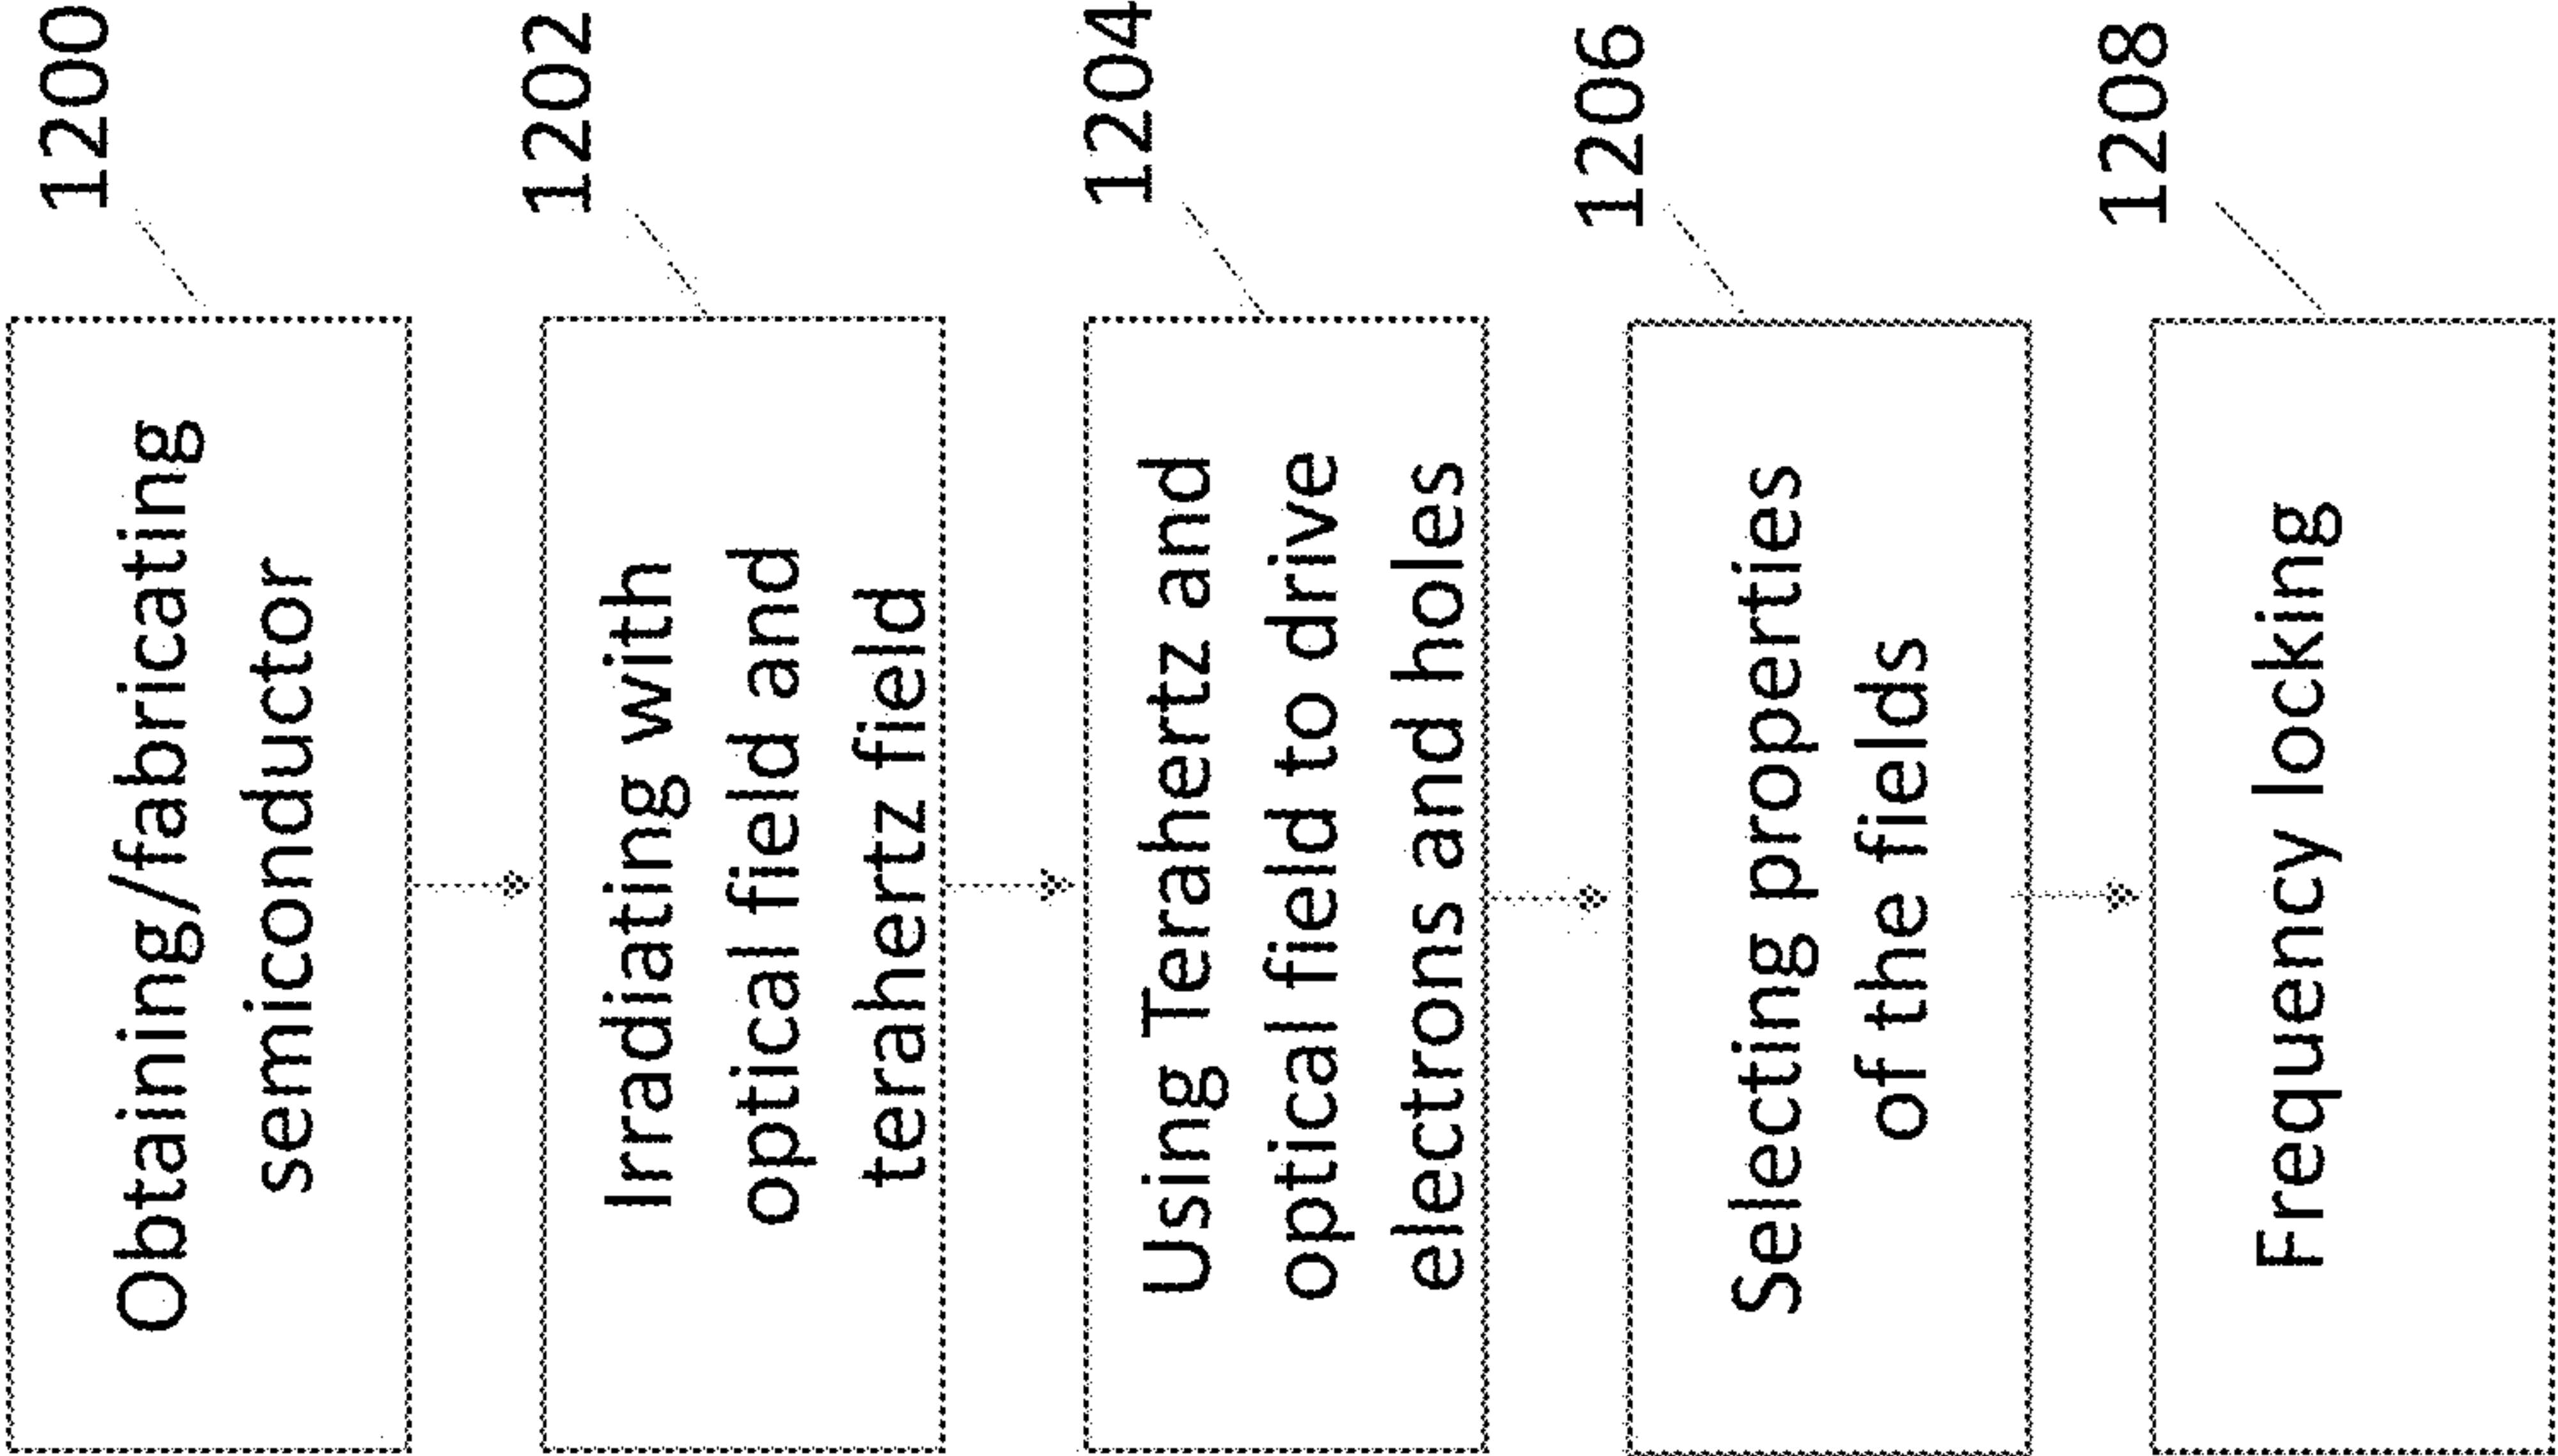 Obtaining/fabricating
semiconductor
1200
Irradiating with
optical field and
terahertz field
1202
Using Terahertz and
optical field to drive
electrons and holes
1204
Selecting properties
of the fields
1206
Frequency locking
1208